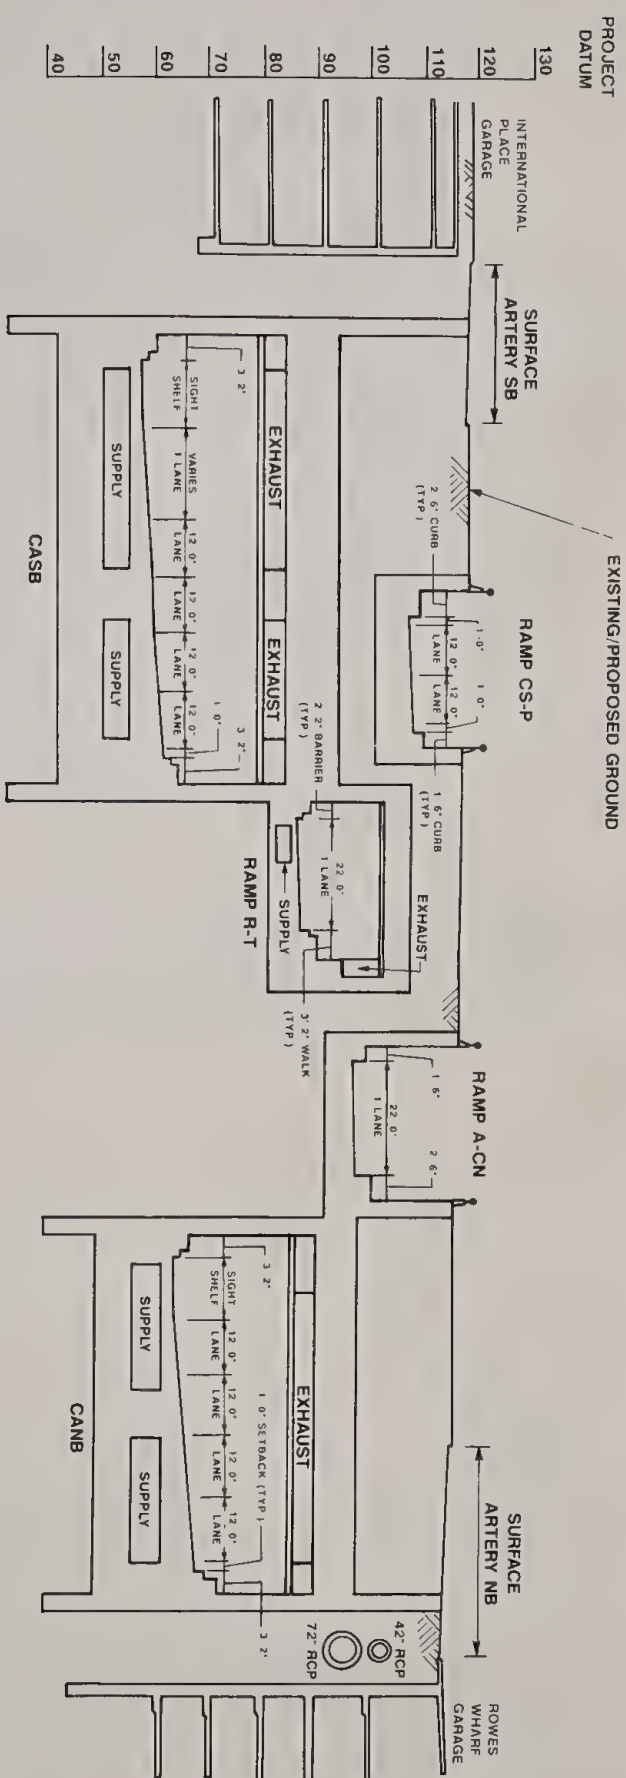 PROJECT
DATUM
130
120
110
100
90
80
70
60
50
40
INTERNATIONAL
PLACE
GARAGE
SURFACE
ARTERY SB
EXISTING/PROPOSED GROUND
RAMP CS-P
2 6" CURB
(TYP )
1 -0"
12 0"
LANE
12 0"
LANE
1 0"
1 6" CURB
(TYP )
3 2"
SIGHT
SHELF
VARIES
1 LANE
12 0"
LANE
12 0"
LANE
12 0"
LANE
12 0"
LANE
1 0"
3 2"
EXHAUST
EXHAUST
SUPPLY
SUPPLY
CASB
2 2" BARRIER
(TYP )
22 0"
1 LANE
EXHAUST
SUPPLY
RAMP R-T
3' 2" WALK
(TYP )
RAMP A-CN
1 6"
22 0"
1 LANE
2 6"
3 2"
SIGHT
SHELF
12 0"
LANE
12 0"
LANE
12 0"
LANE
12 0"
LANE
1 0" SETBACK (TYP )
3 2"
EXHAUST
SUPPLY
SUPPLY
CANB
SURFACE
ARTERY NB
42" RCP
72" RCP
ROWES
WHARF
GARAGE